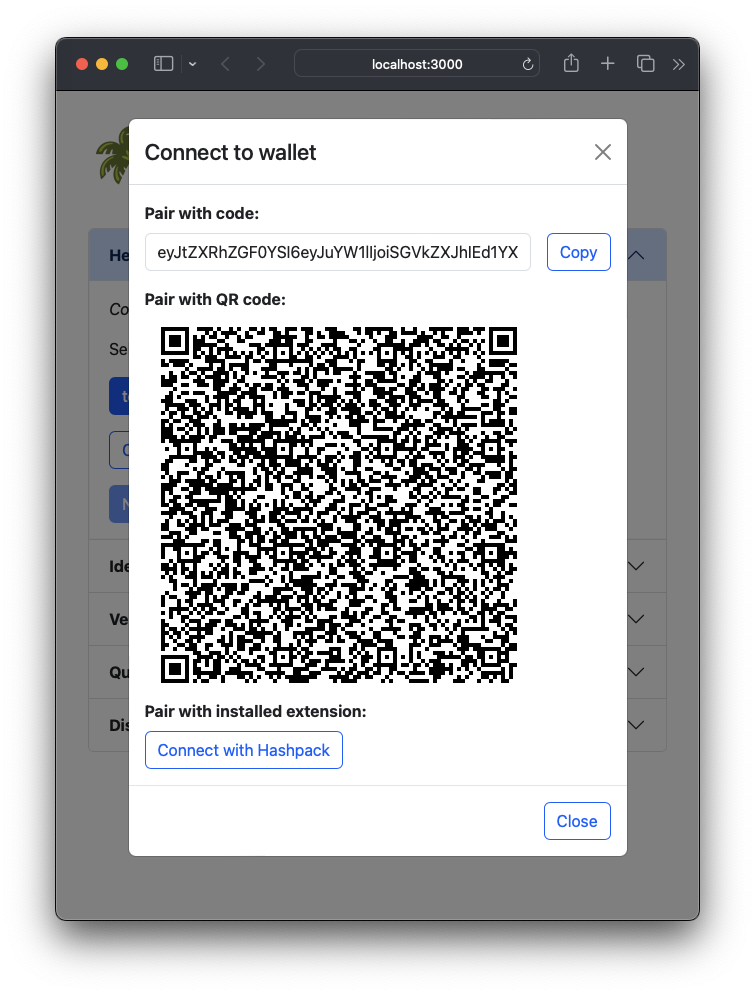 localhost:3000
Connect to wallet
Pair with code:
eyJtZXRhZGF0YSI6eyJuYW1lIjoiSGVkZXJhIEd1YX
Copy
Pair with QR code:
Pair with installed extension:
Connect with Hashpack
Close
He
Co
Se
Ide
Ve
Qu
Dis